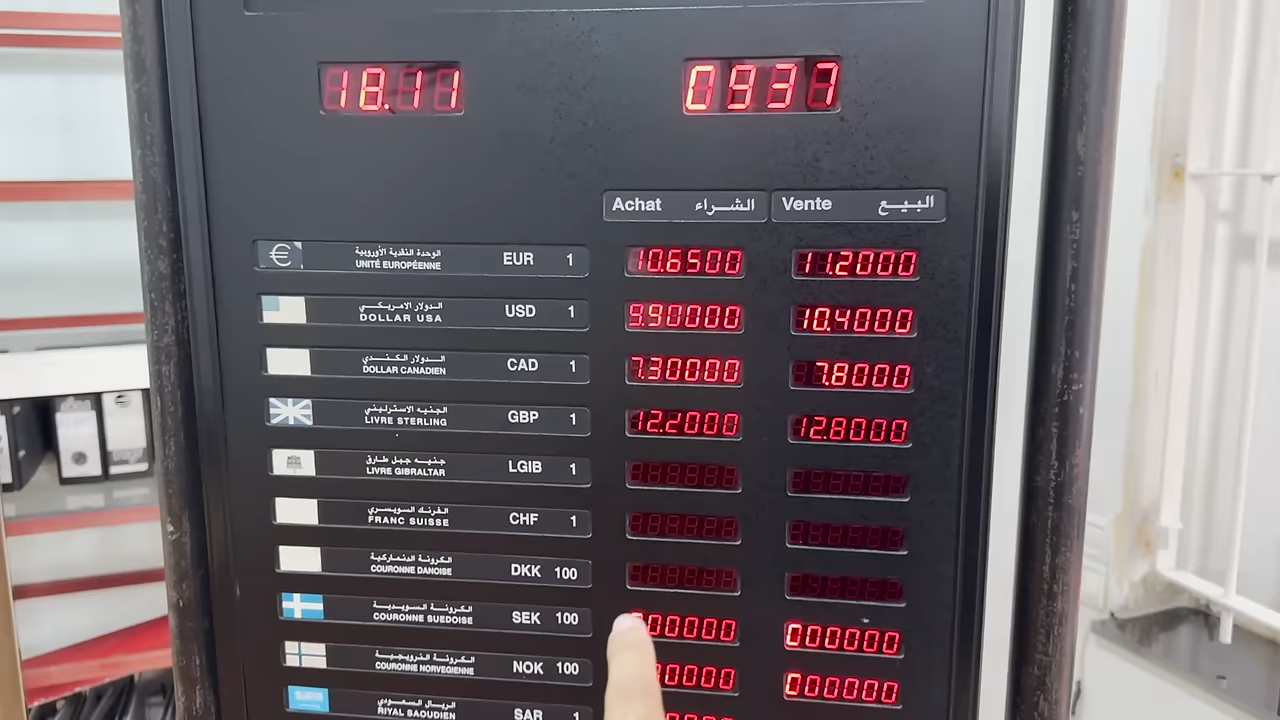 18.11 0937
Achat الشراء Vente البيع
€ الوحدة النقدية الأوروبية EUR 1 10.6500 11.2000
UNITÉ EUROPÉENNE
الدولار الامريكي USD 1 9.90000 10.4000
DOLLAR USA
الدولار الكندي CAD 1 7.30000 7.8000
DOLLAR CANADIEN
الجنيه الاسترليني GBP 1 12.2000 12.8000
LIVRE STERLING
جنيه جبل طارق LGIB 1
LIVRE GIBRALTAR
الفرنك السويسري CHF 1
FRANC SUISSE
الكرونة الدنماركية DKK 100
COURONNE DANOISE
الكرونة السويدية SEK 100 00000 000000
COURONNE SUEDOISE
الكرونة النرويجية NOK 100 0000 000000
COURONNE NORVEGIENNE
الريال السعودي SAR 1
RIYAL SAOUDIEN